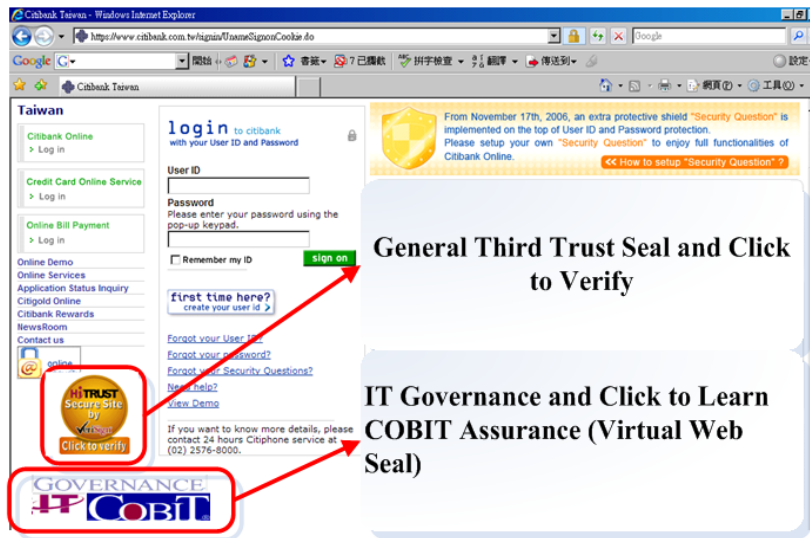 Citibank Taiwan - Windows Internet Explorer
https://www.citibank.com.tw/signin/UnameSignonCookie.do
Google
Google G 開始 書籤 7 已攔截 拼字檢查 翻譯 傳送到 設定
Citibank Taiwan 網頁(P) 工具(O)
Taiwan
Citibank Online
> Log in
Credit Card Online Service
> Log in
Online Bill Payment
> Log in
Online Demo
Online Services
Application Status Inquiry
Citigold Online
Citibank Rewards
NewsRoom
Contact us
online
HiTRUST
Secure Site
by
VeriSign
Click to verify
GOVERNANCE
IT COBIT
login to citibank
with your User ID and Password
User ID
Password
Please enter your password using the
pop-up keypad.
Remember my ID
sign on
first time here?
create your user id >
Forgot your User ID?
Forgot your password?
Forgot your Security Questions?
Need help?
View Demo
If you want to know more details, please
contact 24 hours Citiphone service at
(02) 2576-8000.
From November 17th, 2006, an extra protective shield "Security Question" is
implemented on the top of User ID and Password protection.
Please setup your own "Security Question" to enjoy full functionalities of
Citibank Online.
<< How to setup "Security Question" ?
General Third Trust Seal and Click
to Verify
IT Governance and Click to Learn
COBIT Assurance (Virtual Web
Seal)